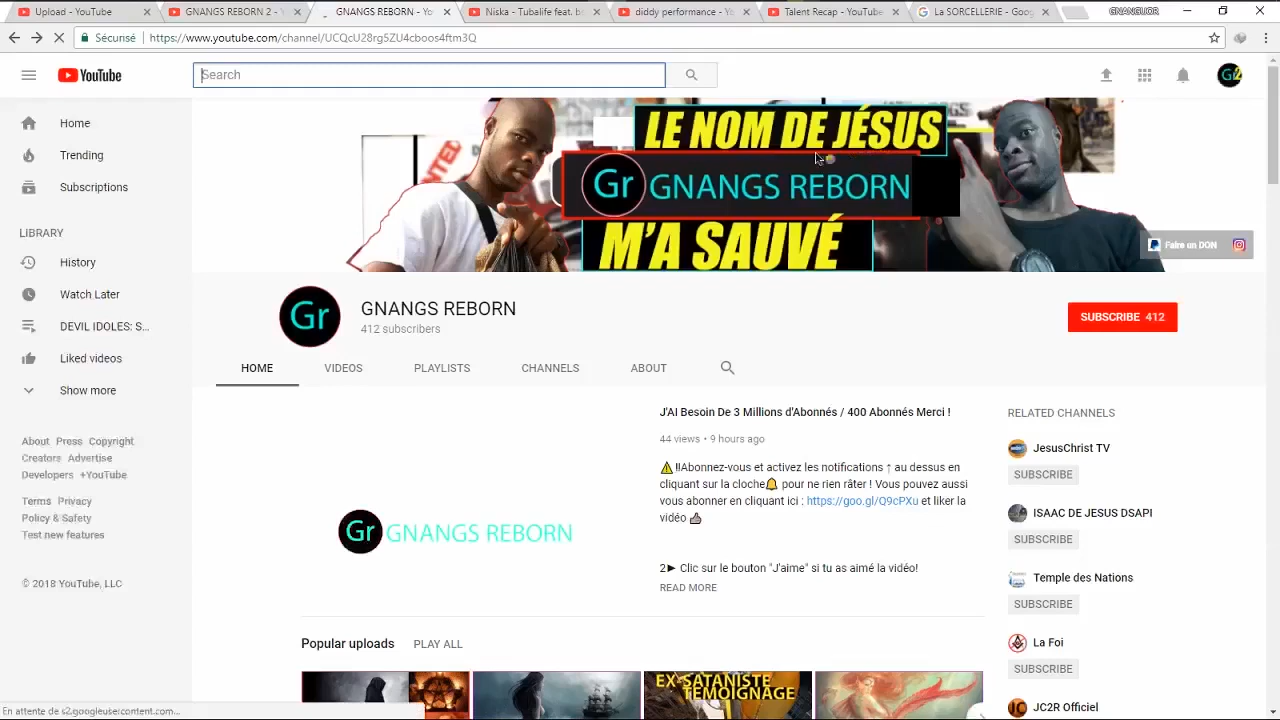 Upload - YouTube
GNANGS REBORN 2 - Y
GNANGS REBORN - Yo
Niska - Tubalife feat. bo
diddy performance - Yo
Talent Recap - YouTube
La SORCELLERIE - Goog
GNANGUOR
Sécurisé https://www.youtube.com/channel/UCQcU28rgSZU4cboos4ftm3Q
YouTube
Search
Gr2
Home
Trending
Subscriptions
LIBRARY
History
Watch Later
DEVIL IDOLES: S...
Liked videos
Show more
About Press Copyright
Creators Advertise
Developers +YouTube
Terms Privacy
Policy & Safety
Test new features
© 2018 YouTube, LLC
LE NOM DE JÉSUS
Gr GNANGS REBORN
M'A SAUVÉ
Faire un DON
Gr
GNANGS REBORN
412 subscribers
SUBSCRIBE 412
HOME
VIDEOS
PLAYLISTS
CHANNELS
ABOUT
Gr GNANGS REBORN
J'AI Besoin De 3 Millions d'Abonnés / 400 Abonnés Merci !
44 views • 9 hours ago
⚠!!Abonnez-vous et activez les notifications ↑ au dessus en
cliquant sur la cloche🔔 pour ne rien râter ! Vous pouvez aussi
vous abonner en cliquant ici : https://goo.gl/Q9cPXu et liker la
vidéo 👍
2► Clic sur le bouton "J'aime" si tu as aimé la vidéo!
READ MORE
RELATED CHANNELS
JesusChrist TV
SUBSCRIBE
ISAAC DE JESUS DSAPI
SUBSCRIBE
Temple des Nations
SUBSCRIBE
La Foi
SUBSCRIBE
JC JC2R Officiel
Popular uploads PLAY ALL
EX-SATANISTE
TEMOIGNAGE
En attente de s2.googleusercontent.com...